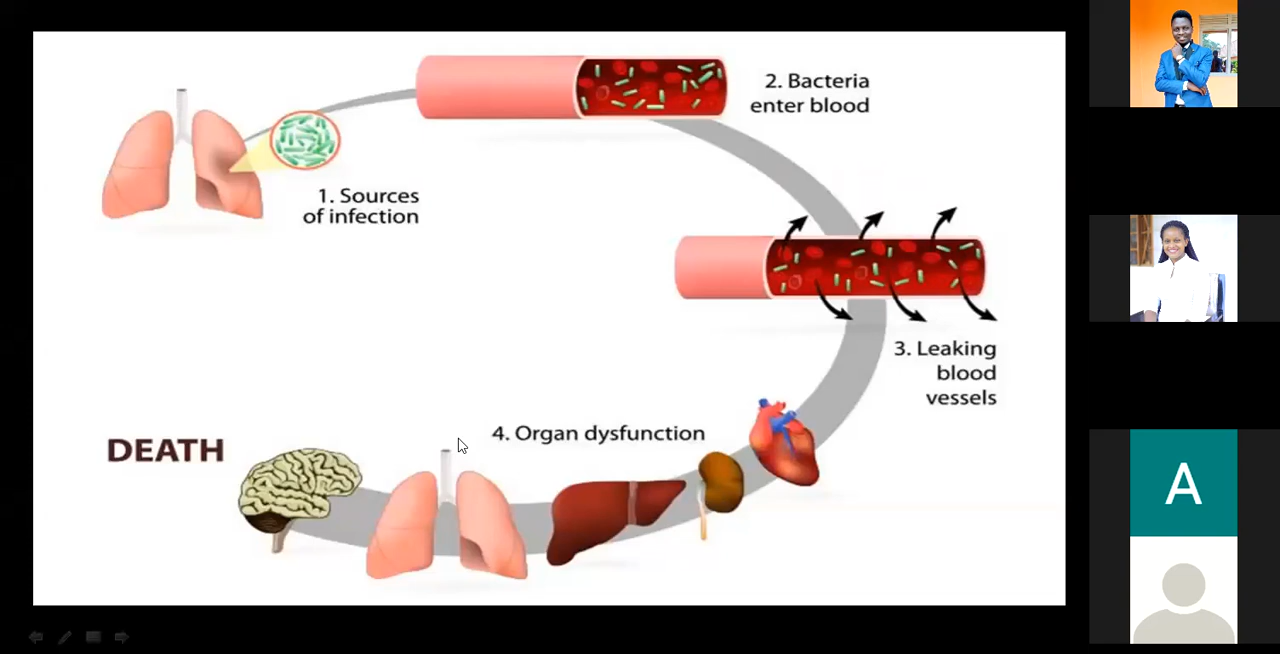 1. Sources
of infection
2. Bacteria
enter blood
3. Leaking
blood
vessels
4. Organ dysfunction
DEATH
A